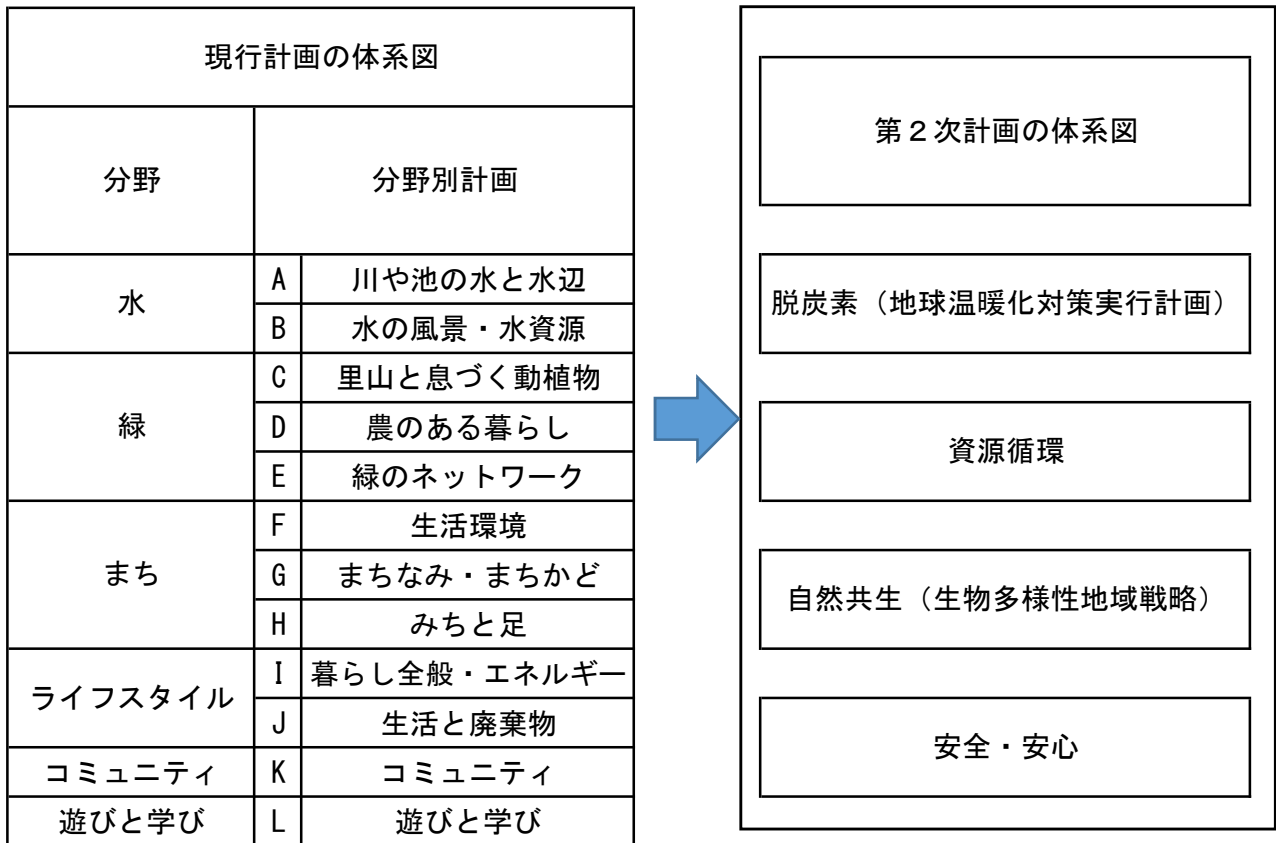 現行計画の体系図
分野 分野別計画
水 A 川や池の水と水辺
B 水の風景・水資源
緑 C 里山と息づく動植物
D 農のある暮らし
E 緑のネットワーク
まち F 生活環境
G まちなみ・まちかど
H みちと足
ライフスタイル I 暮らし全般・エネルギー
J 生活と廃棄物
コミュニティ K コミュニティ
遊びと学び L 遊びと学び
第２次計画の体系図
脱炭素（地球温暖化対策実行計画）
資源循環
自然共生（生物多様性地域戦略）
安全・安心